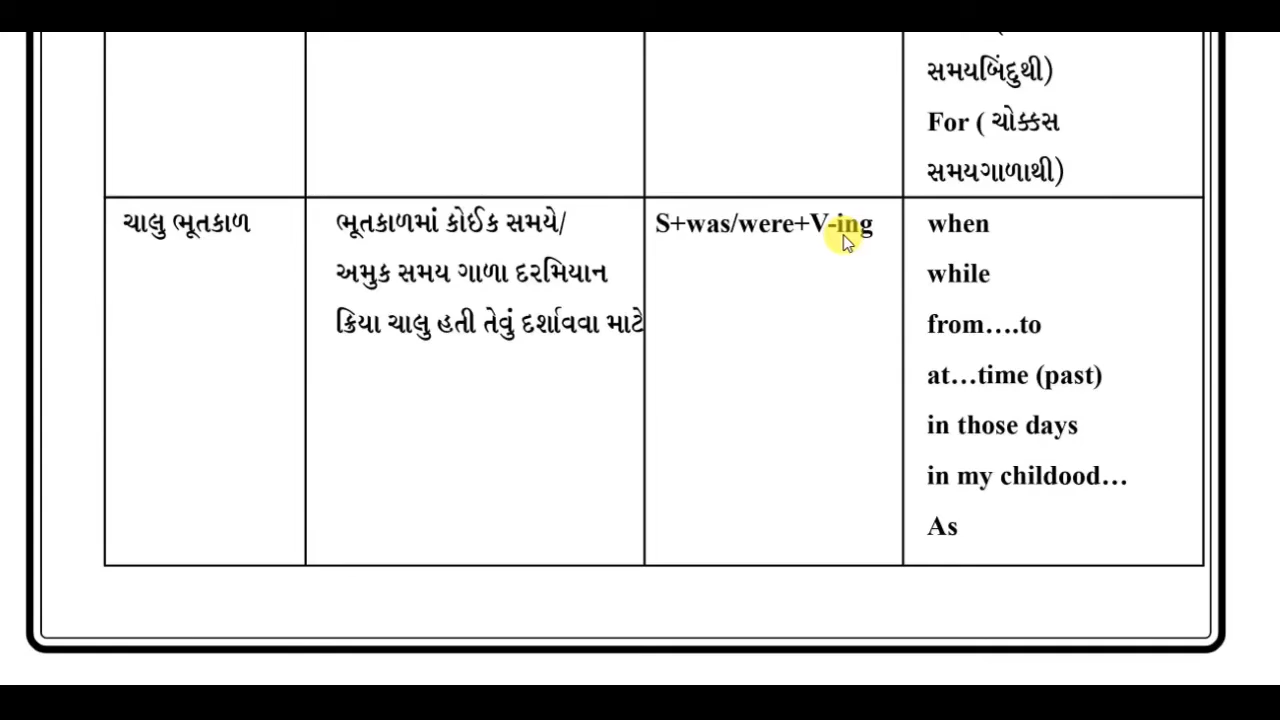 સમયબિંદુથી)
For ( ચોક્કસ
સમયગાળાથી)
ચાલુ ભૂતકાળ
ભૂતકાળમાં કોઈક સમયે/
અમુક સમય ગાળા દરમિયાન
ક્રિયા ચાલુ હતી તેવું દર્શાવવા માટે
S+was/were+V-ing
when
while
from….to
at…time (past)
in those days
in my childood…
As